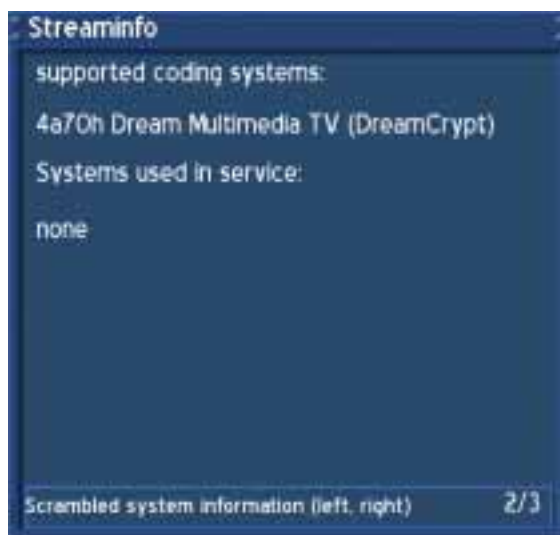 Streaminfo
supported coding systems:
4a70h Dream Multimedia TV (DreamCrypt)
Systems used in service:
none
Scrambled system information (left, right) 2/3